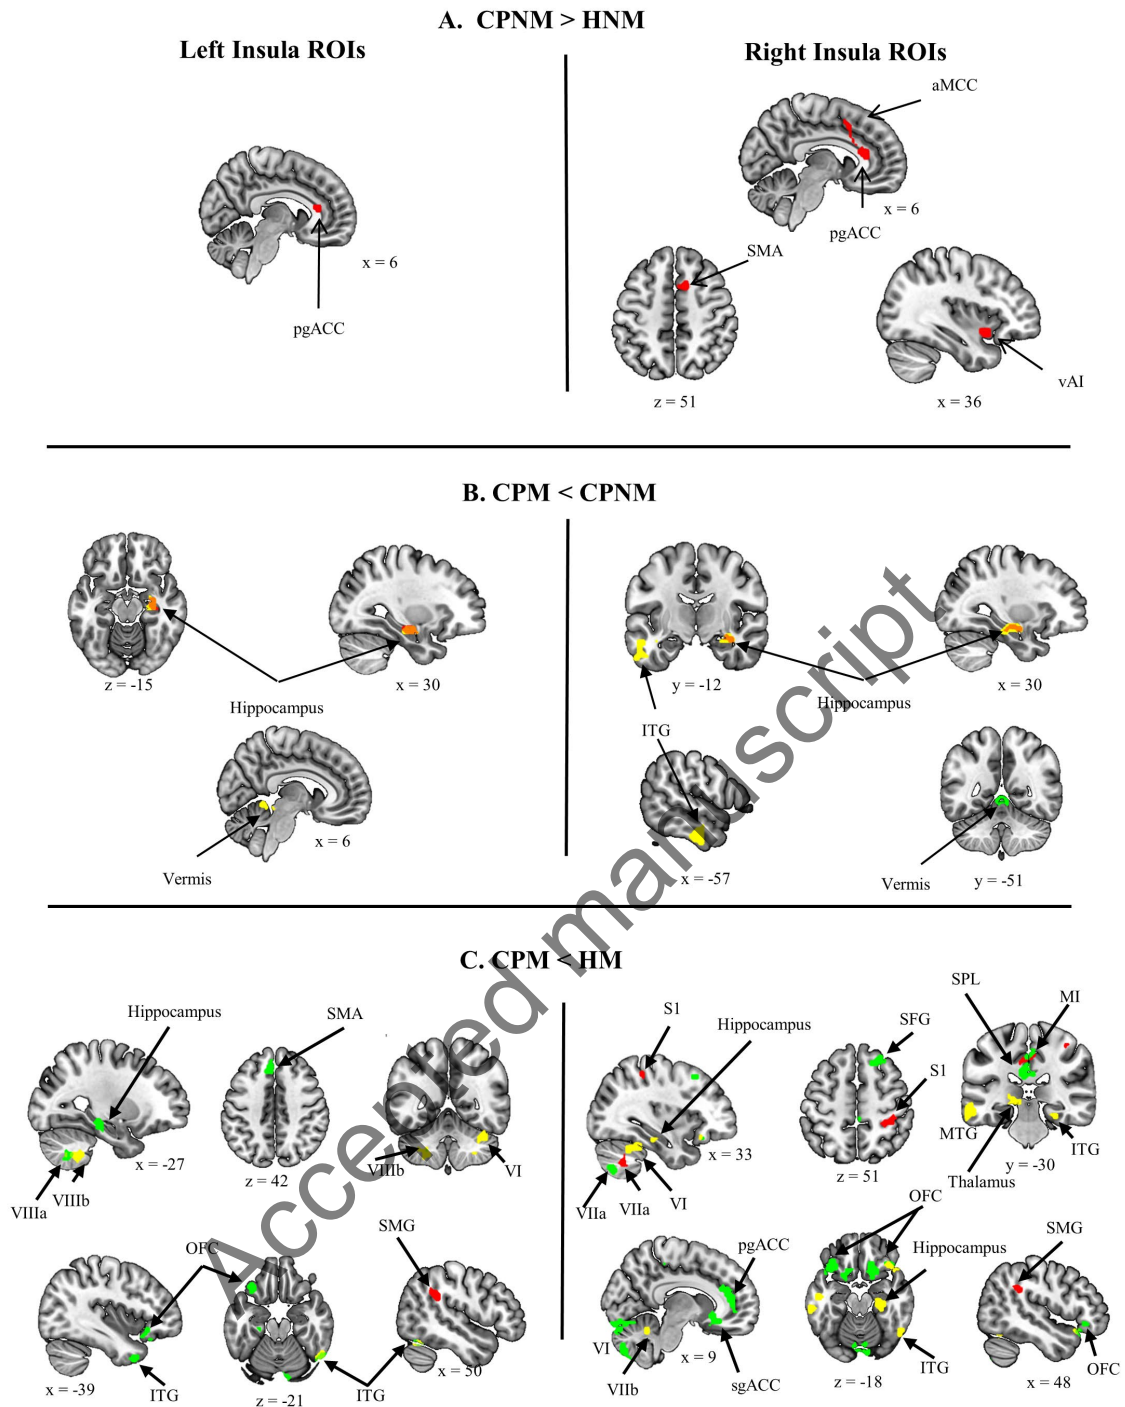 A. CPNM > HNM
Left Insula ROIs
Right Insula ROIs
aMCC
x = 6
pgACC
x = 6
pgACC
SMA
z = 51
vAI
x = 36
B. CPM < CPNM
z = -15
x = 30
Hippocampus
x = 6
Vermis
y = -12
x = 30
Hippocampus
ITG
x = -57
Vermis
y = -51
C. CPM < HM
Hippocampus
SMA
x = -27
z = 42
VIIIb
VI
VIIIa
VIIIb
OFC
SMG
x = -39
ITG
z = -21
ITG
x = 50
S1
Hippocampus
SFG
SPL
MI
S1
x = 33
z = 51
MTG
ITG
y = -30
Thalamus
VIIa
VIIa
VI
OFC
pgACC
Hippocampus
SMG
VI
VIIb
x = 9
sgACC
z = -18
ITG
x = 48
OFC
Accepted manuscript